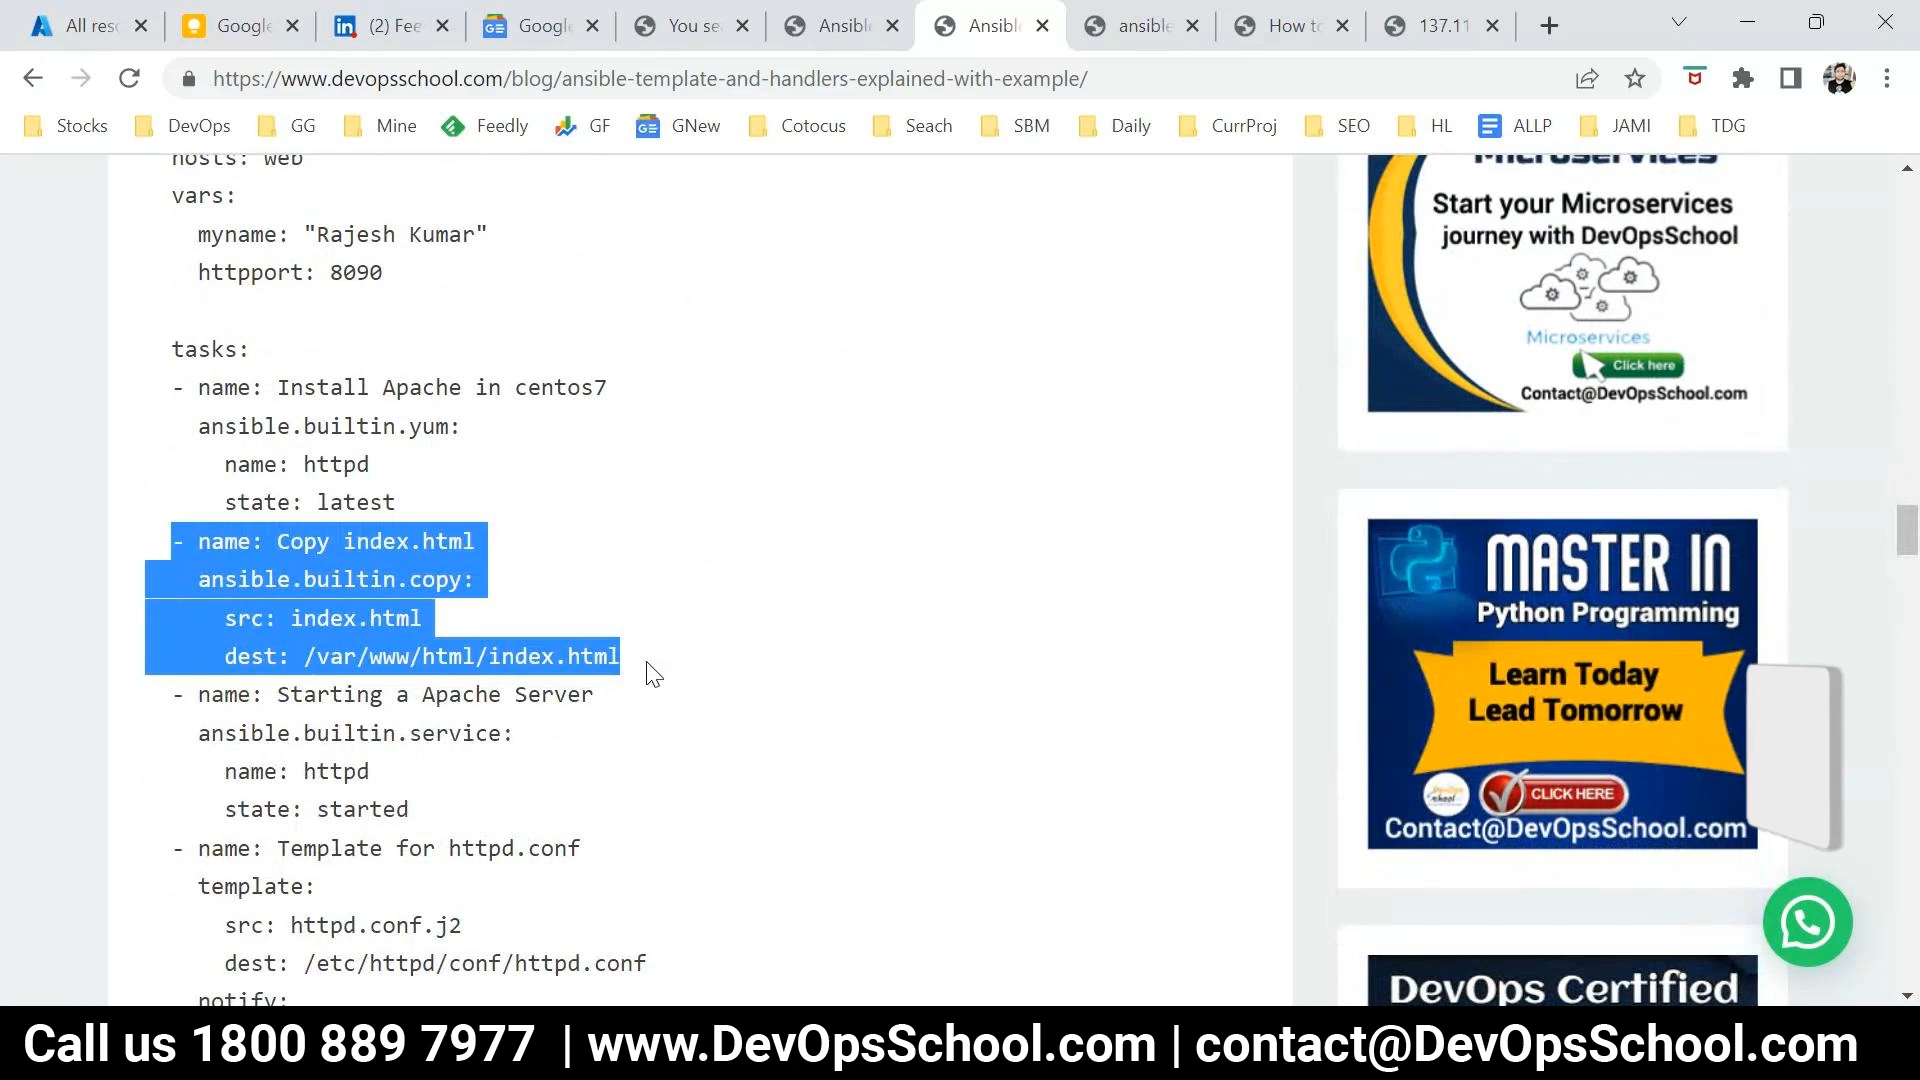 All reso
Google
(2) Fee
Google
You se
Ansible
Ansible
ansible
How to
137.11
https://www.devopsschool.com/blog/ansible-template-and-handlers-explained-with-example/
Stocks
DevOps
GG
Mine
Feedly
GF
GNew
Cotocus
Seach
SBM
Daily
CurrProj
SEO
HL
ALLP
JAMI
TDG
hosts: web
vars:
myname: "Rajesh Kumar"
httpport: 8090
tasks:
- name: Install Apache in centos7
ansible.builtin.yum:
name: httpd
state: latest
- name: Copy index.html
ansible.builtin.copy:
src: index.html
dest: /var/www/html/index.html
- name: Starting a Apache Server
ansible.builtin.service:
name: httpd
state: started
- name: Template for httpd.conf
template:
src: httpd.conf.j2
dest: /etc/httpd/conf/httpd.conf
notify:
Microservices
Start your Microservices
journey with DevOpsSchool
Microservices
Click here
Contact@DevOpsSchool.com
MASTER IN
Python Programming
Learn Today
Lead Tomorrow
CLICK HERE
Contact@DevOpsSchool.com
DevOps Certified
Call us 1800 889 7977 | www.DevOpsSchool.com | contact@DevOpsSchool.com